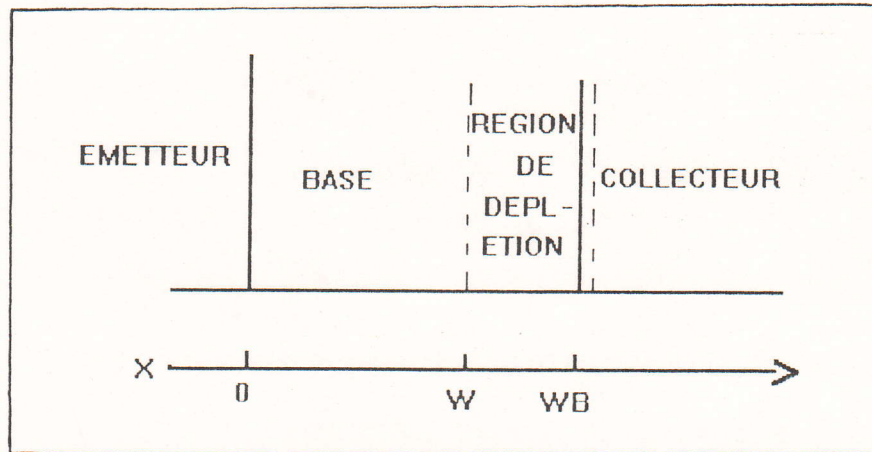 EMETTEUR
BASE
REGION
DE
DEPL-
ETION
COLLECTEUR
X
0
W
WB